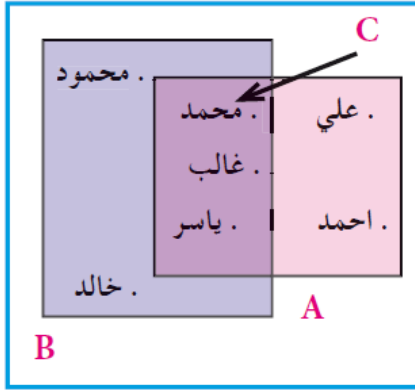 C
محمود .
علي .
محمد .
غالب .
احمد .
ياسر .
خالد .
A
B